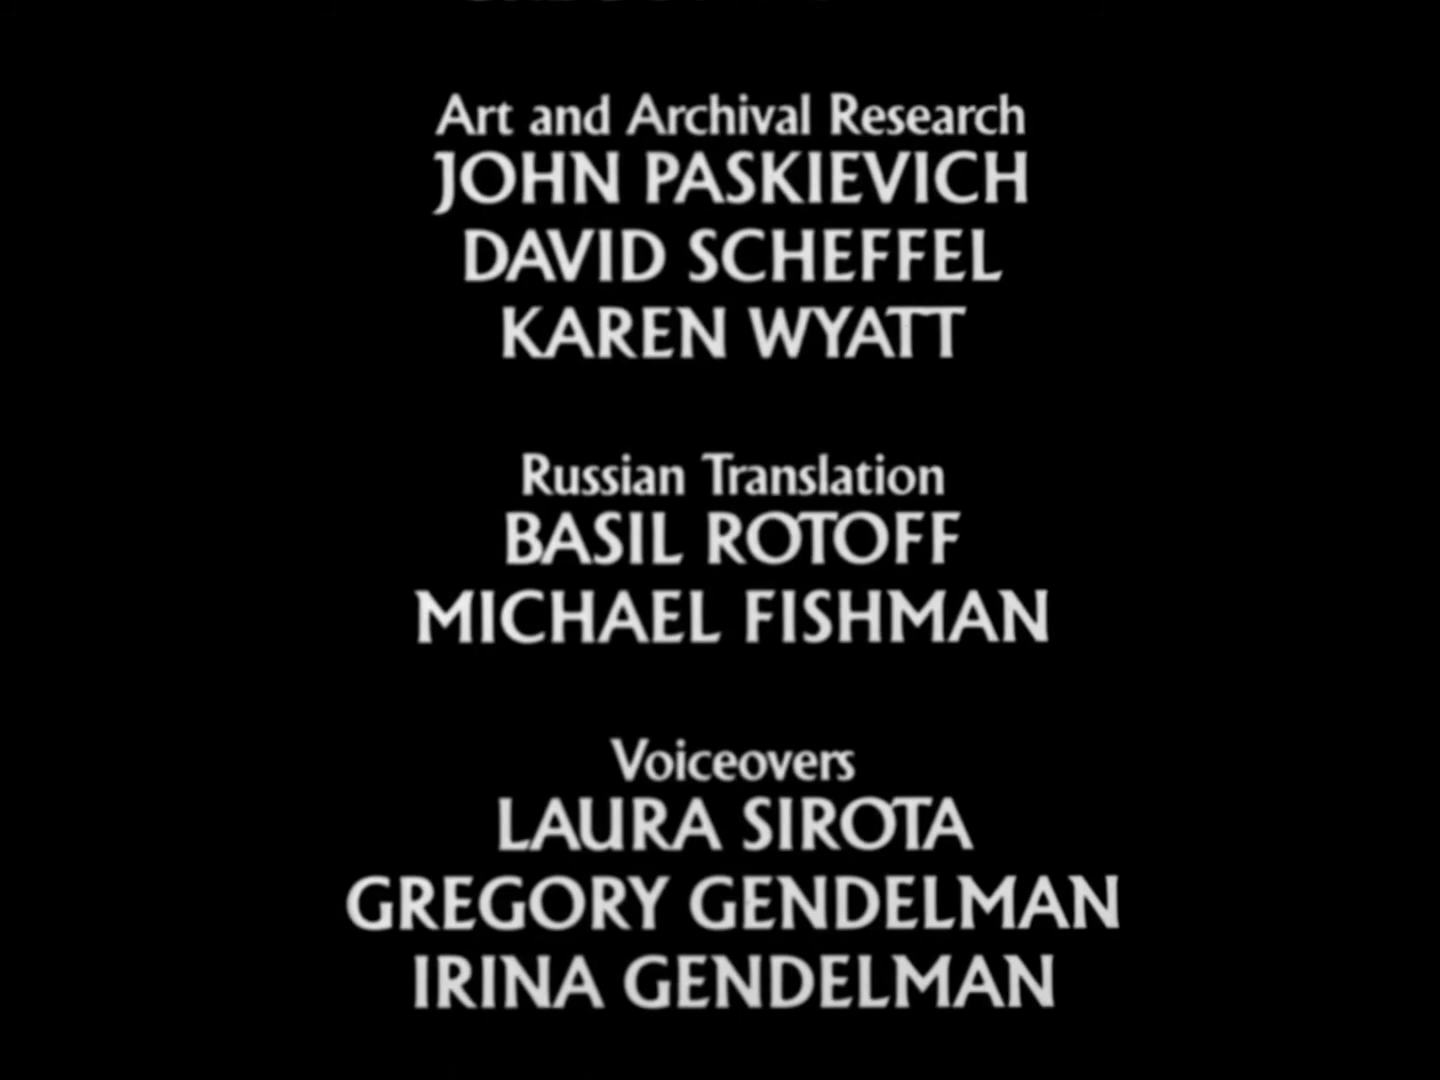 Art and Archival Research
JOHN PASKIEVICH
DAVID SCHEFFEL
KAREN WYATT
Russian Translation
BASIL ROTOFF
MICHAEL FISHMAN
Voiceovers
LAURA SIROTA
GREGORY GENDELMAN
IRINA GENDELMAN